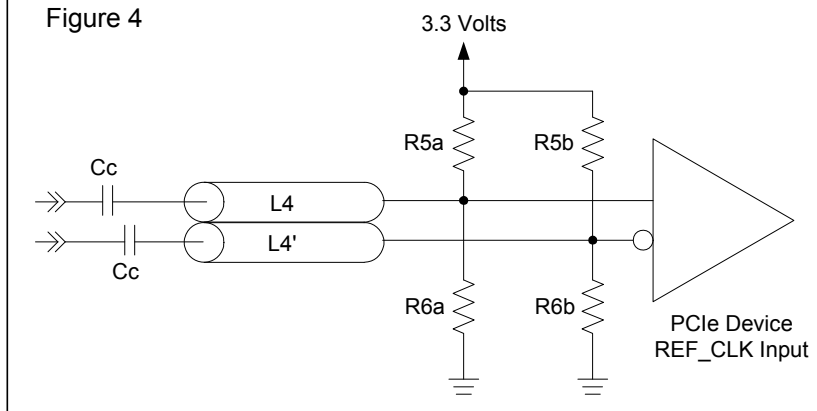 Figure 4
3.3 Volts
R5a
R5b
Cc
L4
L4'
Cc
R6a
R6b
PCIe Device
REF_CLK Input